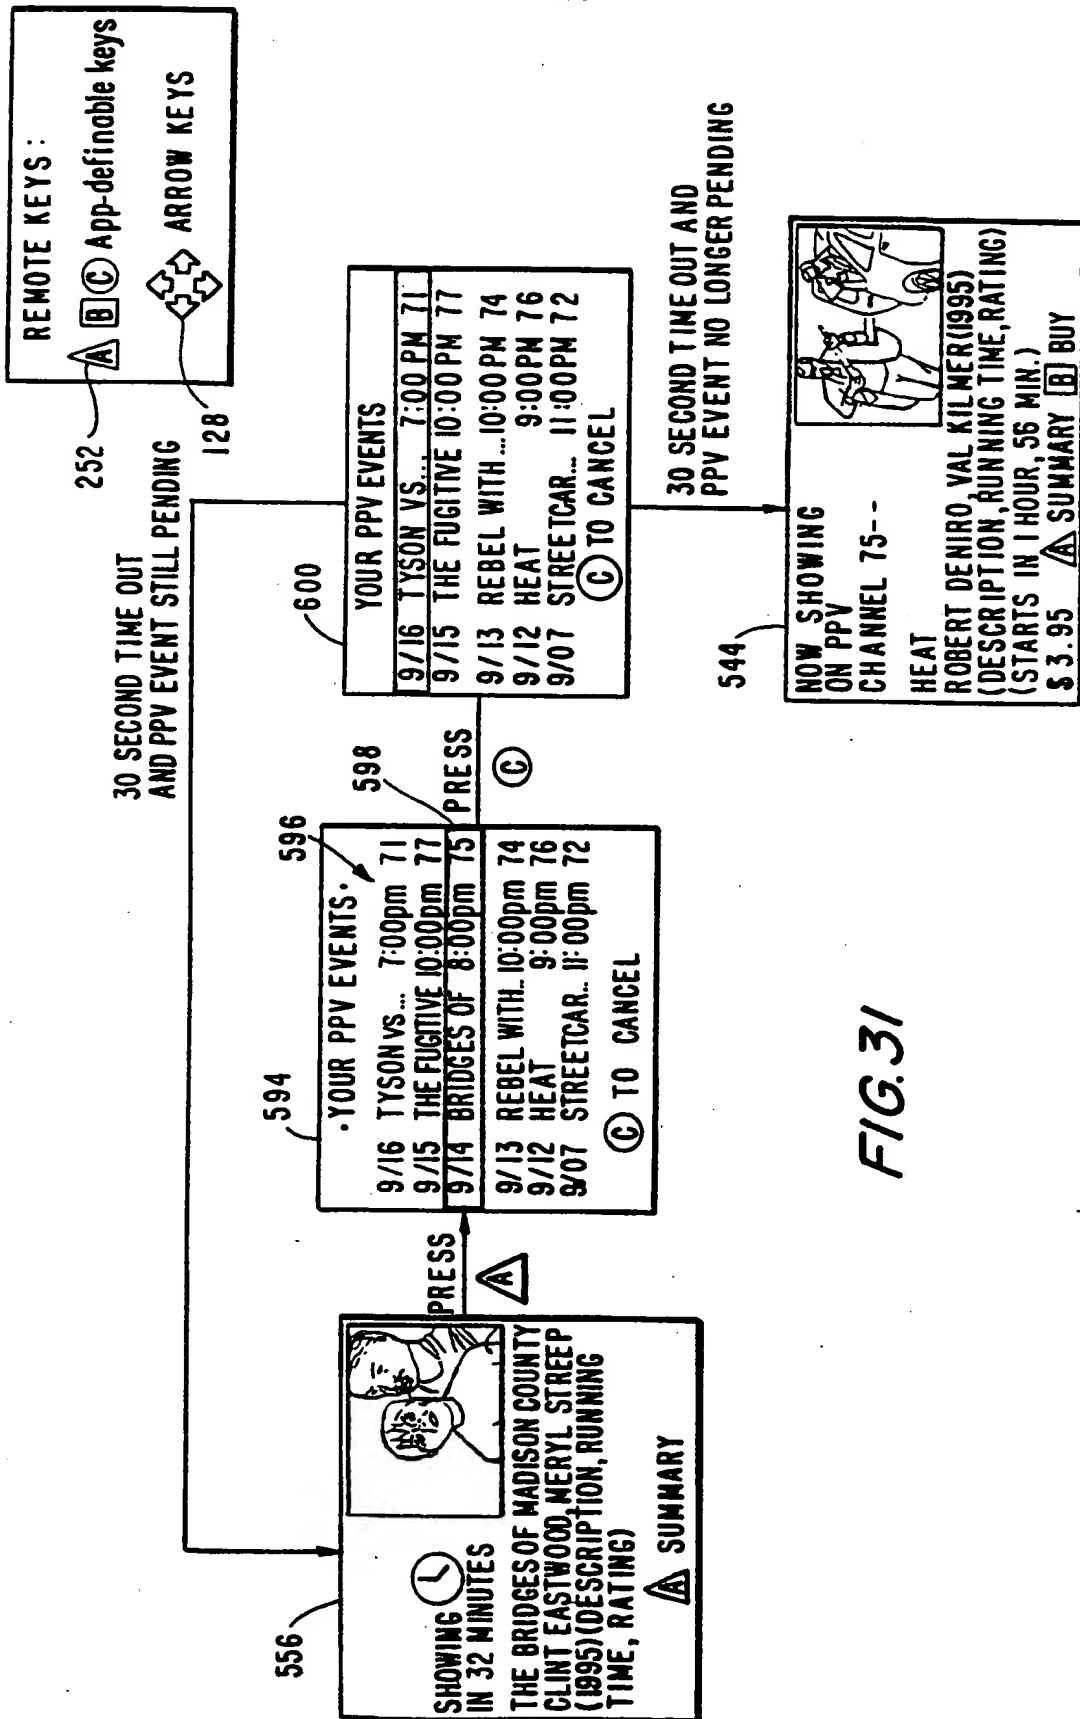 REMOTE KEYS:
A B C App-definable keys
ARROW KEYS
252
128
30 SECOND TIME OUT
AND PPV EVENT STILL PENDING
556
SHOWING
IN 32 MINUTES
THE BRIDGES OF MADISON COUNTY
CLINT EASTWOOD, MERYL STREEP
(1995)(DESCRIPTION, RUNNING
TIME, RATING)
A SUMMARY
PRESS
A
594
· YOUR PPV EVENTS ·
596
9/16 TYSON VS... 7:00pm 71
9/15 THE FUGITIVE 10:00pm 77
9/14 BRIDGES OF 8:00pm 75
598
9/13 REBEL WITH.. 10:00pm 74
9/12 HEAT 9:00pm 76
9/07 STREETCAR.. 11:00pm 72
C TO CANCEL
PRESS
C
600
YOUR PPV EVENTS
9/16 TYSON VS... 7:00 PM 71
9/15 THE FUGITIVE 10:00 PM 77
9/13 REBEL WITH ... 10:00PM 74
9/12 HEAT 9:00PM 76
9/07 STREETCAR... 11:00PM 72
C TO CANCEL
30 SECOND TIME OUT AND
PPV EVENT NO LONGER PENDING
544
NOW SHOWING
ON PPV
CHANNEL 75--
HEAT
ROBERT DENIRO, VAL KILMER (1995)
(DESCRIPTION, RUNNING TIME, RATING)
(STARTS IN 1 HOUR, 56 MIN.)
$ 3.95 A SUMMARY B BUY
FIG.31